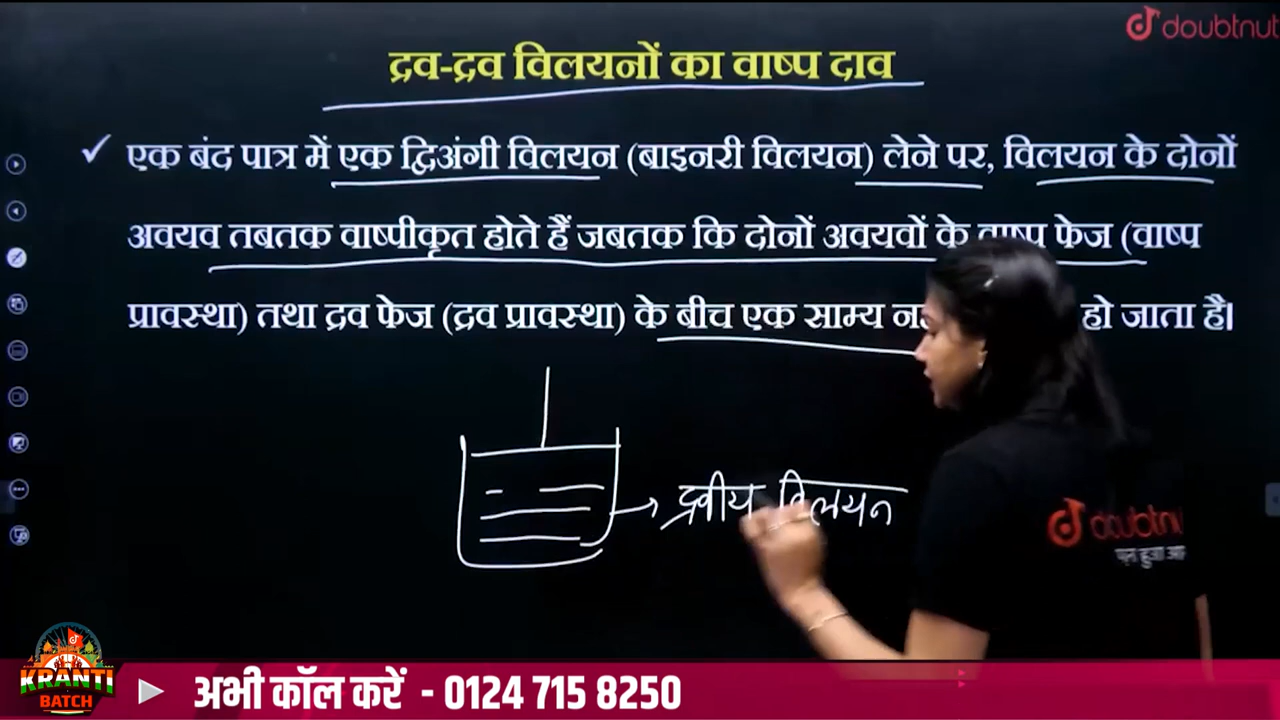 doubtnut
द्रव-द्रव विलयनों का वाष्प दाव
✓ एक बंद पात्र में एक द्विअंगी विलयन (बाइनरी विलयन) लेने पर, विलयन के दोनों
अवयव तबतक वाष्पीकृत होते हैं जबतक कि दोनों अवयवों के वाष्प फेज (वाष्प
प्रावस्था) तथा द्रव फेज (द्रव प्रावस्था) के बीच एक साम्य हो जाता है।
द्रवीय विलयन
doubtnut
KRANTI
BATCH
अभी कॉल करें - 0124 715 8250